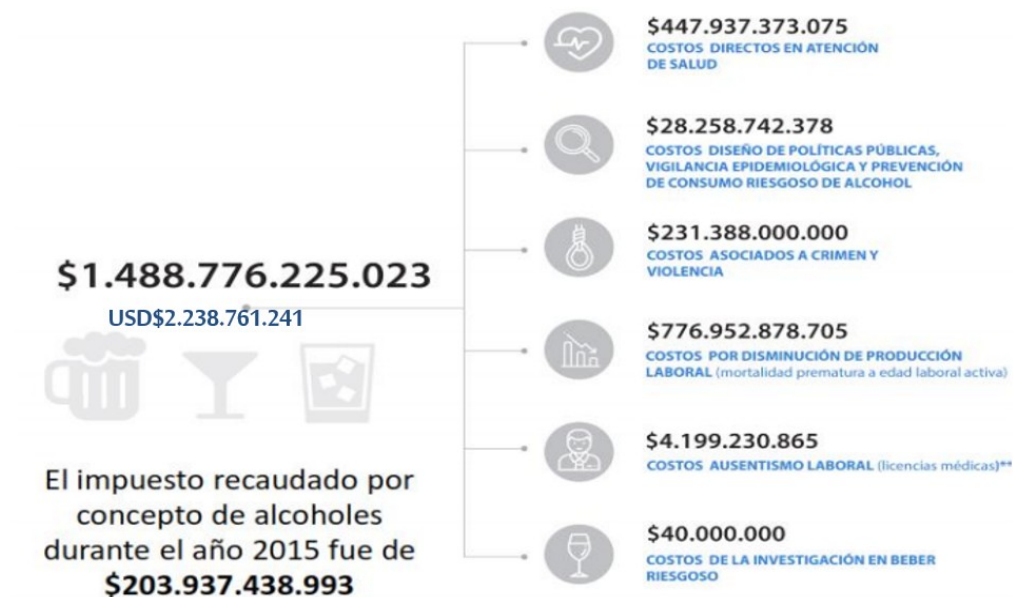 $1.488.776.225.023
USD$2.238.761.241
El impuesto recaudado por
concepto de alcoholes
durante el año 2015 fue de
$203.937.438.993
$447.937.373.075
COSTOS DIRECTOS EN ATENCIÓN
DE SALUD
$28.258.742.378
COSTOS DISEÑO DE POLÍTICAS PÚBLICAS,
VIGILANCIA EPIDEMIOLÓGICA Y PREVENCIÓN
DE CONSUMO RIESGOSO DE ALCOHOL
$231.388.000.000
COSTOS ASOCIADOS A CRIMEN Y
VIOLENCIA
$776.952.878.705
COSTOS POR DISMINUCIÓN DE PRODUCCIÓN
LABORAL (mortalidad prematura a edad laboral activa)
$4.199.230.865
COSTOS AUSENTISMO LABORAL (licencias médicas)**
$40.000.000
COSTOS DE LA INVESTIGACIÓN EN BEBER
RIESGOSO